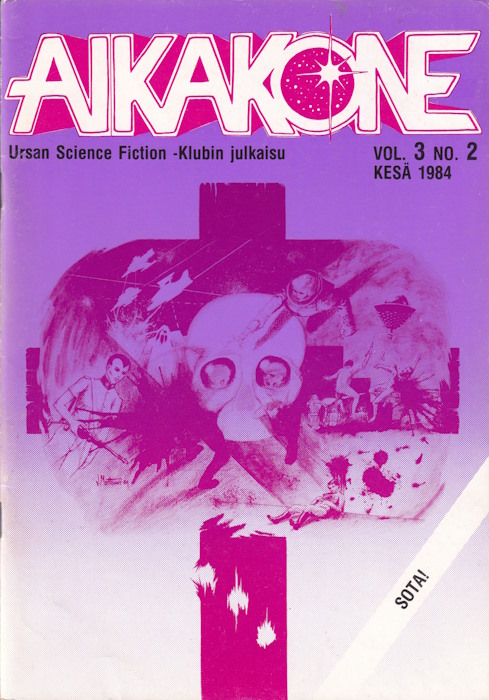 AIKAKONE
Ursan Science Fiction -Klubin julkaisu
VOL. 3 NO. 2
KESÄ 1984
SOTA!